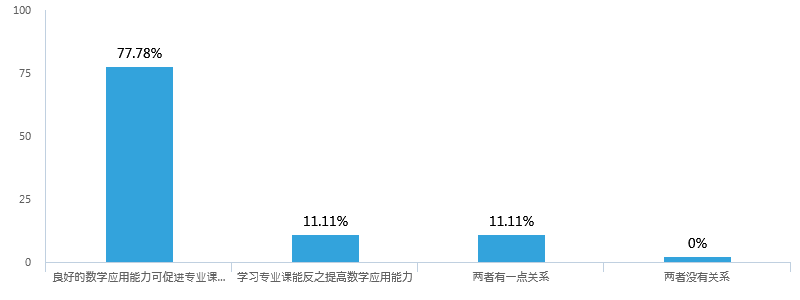 100
77.78%
75
50
25
11.11%
11.11%
0%
0
良好的数学应用能力可促进专业课...
学习专业课能反之提高数学应用能力
两者有一点关系
两者没有关系